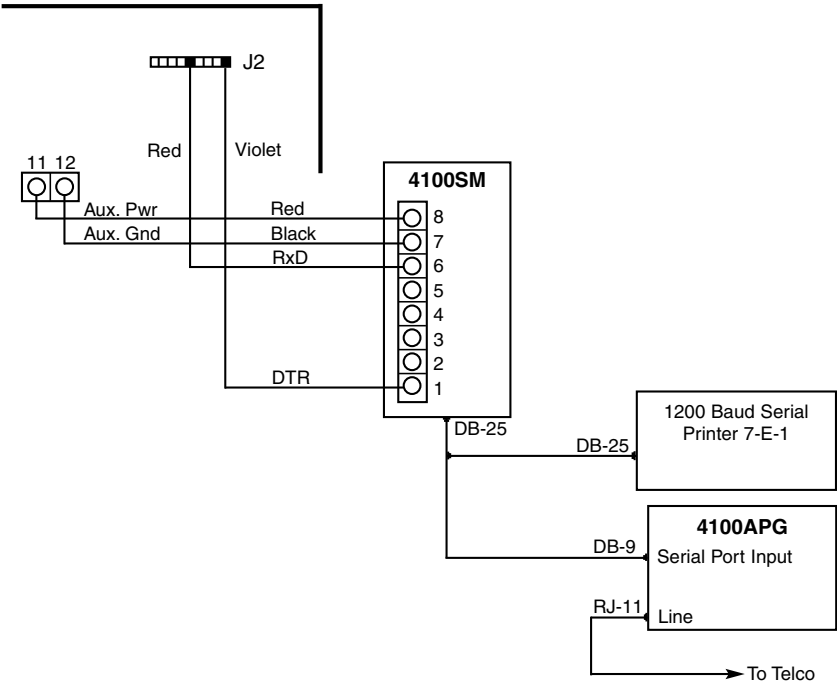 J2
Red Violet
11 12
4100SM
Aux. Pwr Red 8
Aux. Gnd Black 7
RxD 6
5
4
3
2
DTR 1
DB-25
1200 Baud Serial
Printer 7-E-1
DB-25
4100APG
DB-9 Serial Port Input
RJ-11 Line
To Telco